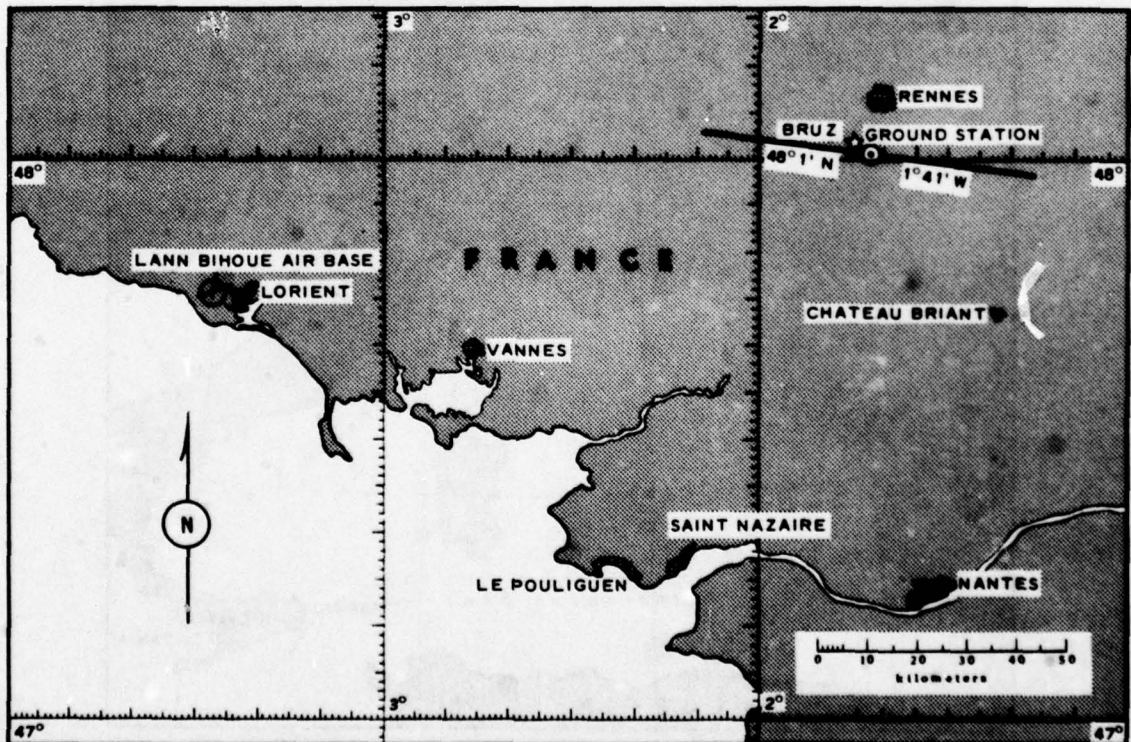 3°
2°
RENNES
BRUZ
GROUND STATION
48°
48° 1' N
1° 41' W
48°
LANN BIHOUE AIR BASE
FRANCE
LORIENT
CHATEAU BRIANT
VANNES
N
SAINT NAZAIRE
LE POULIGUEN
NANTES
0 10 20 30 40 50
kilometers
3°
2°
47°
47°